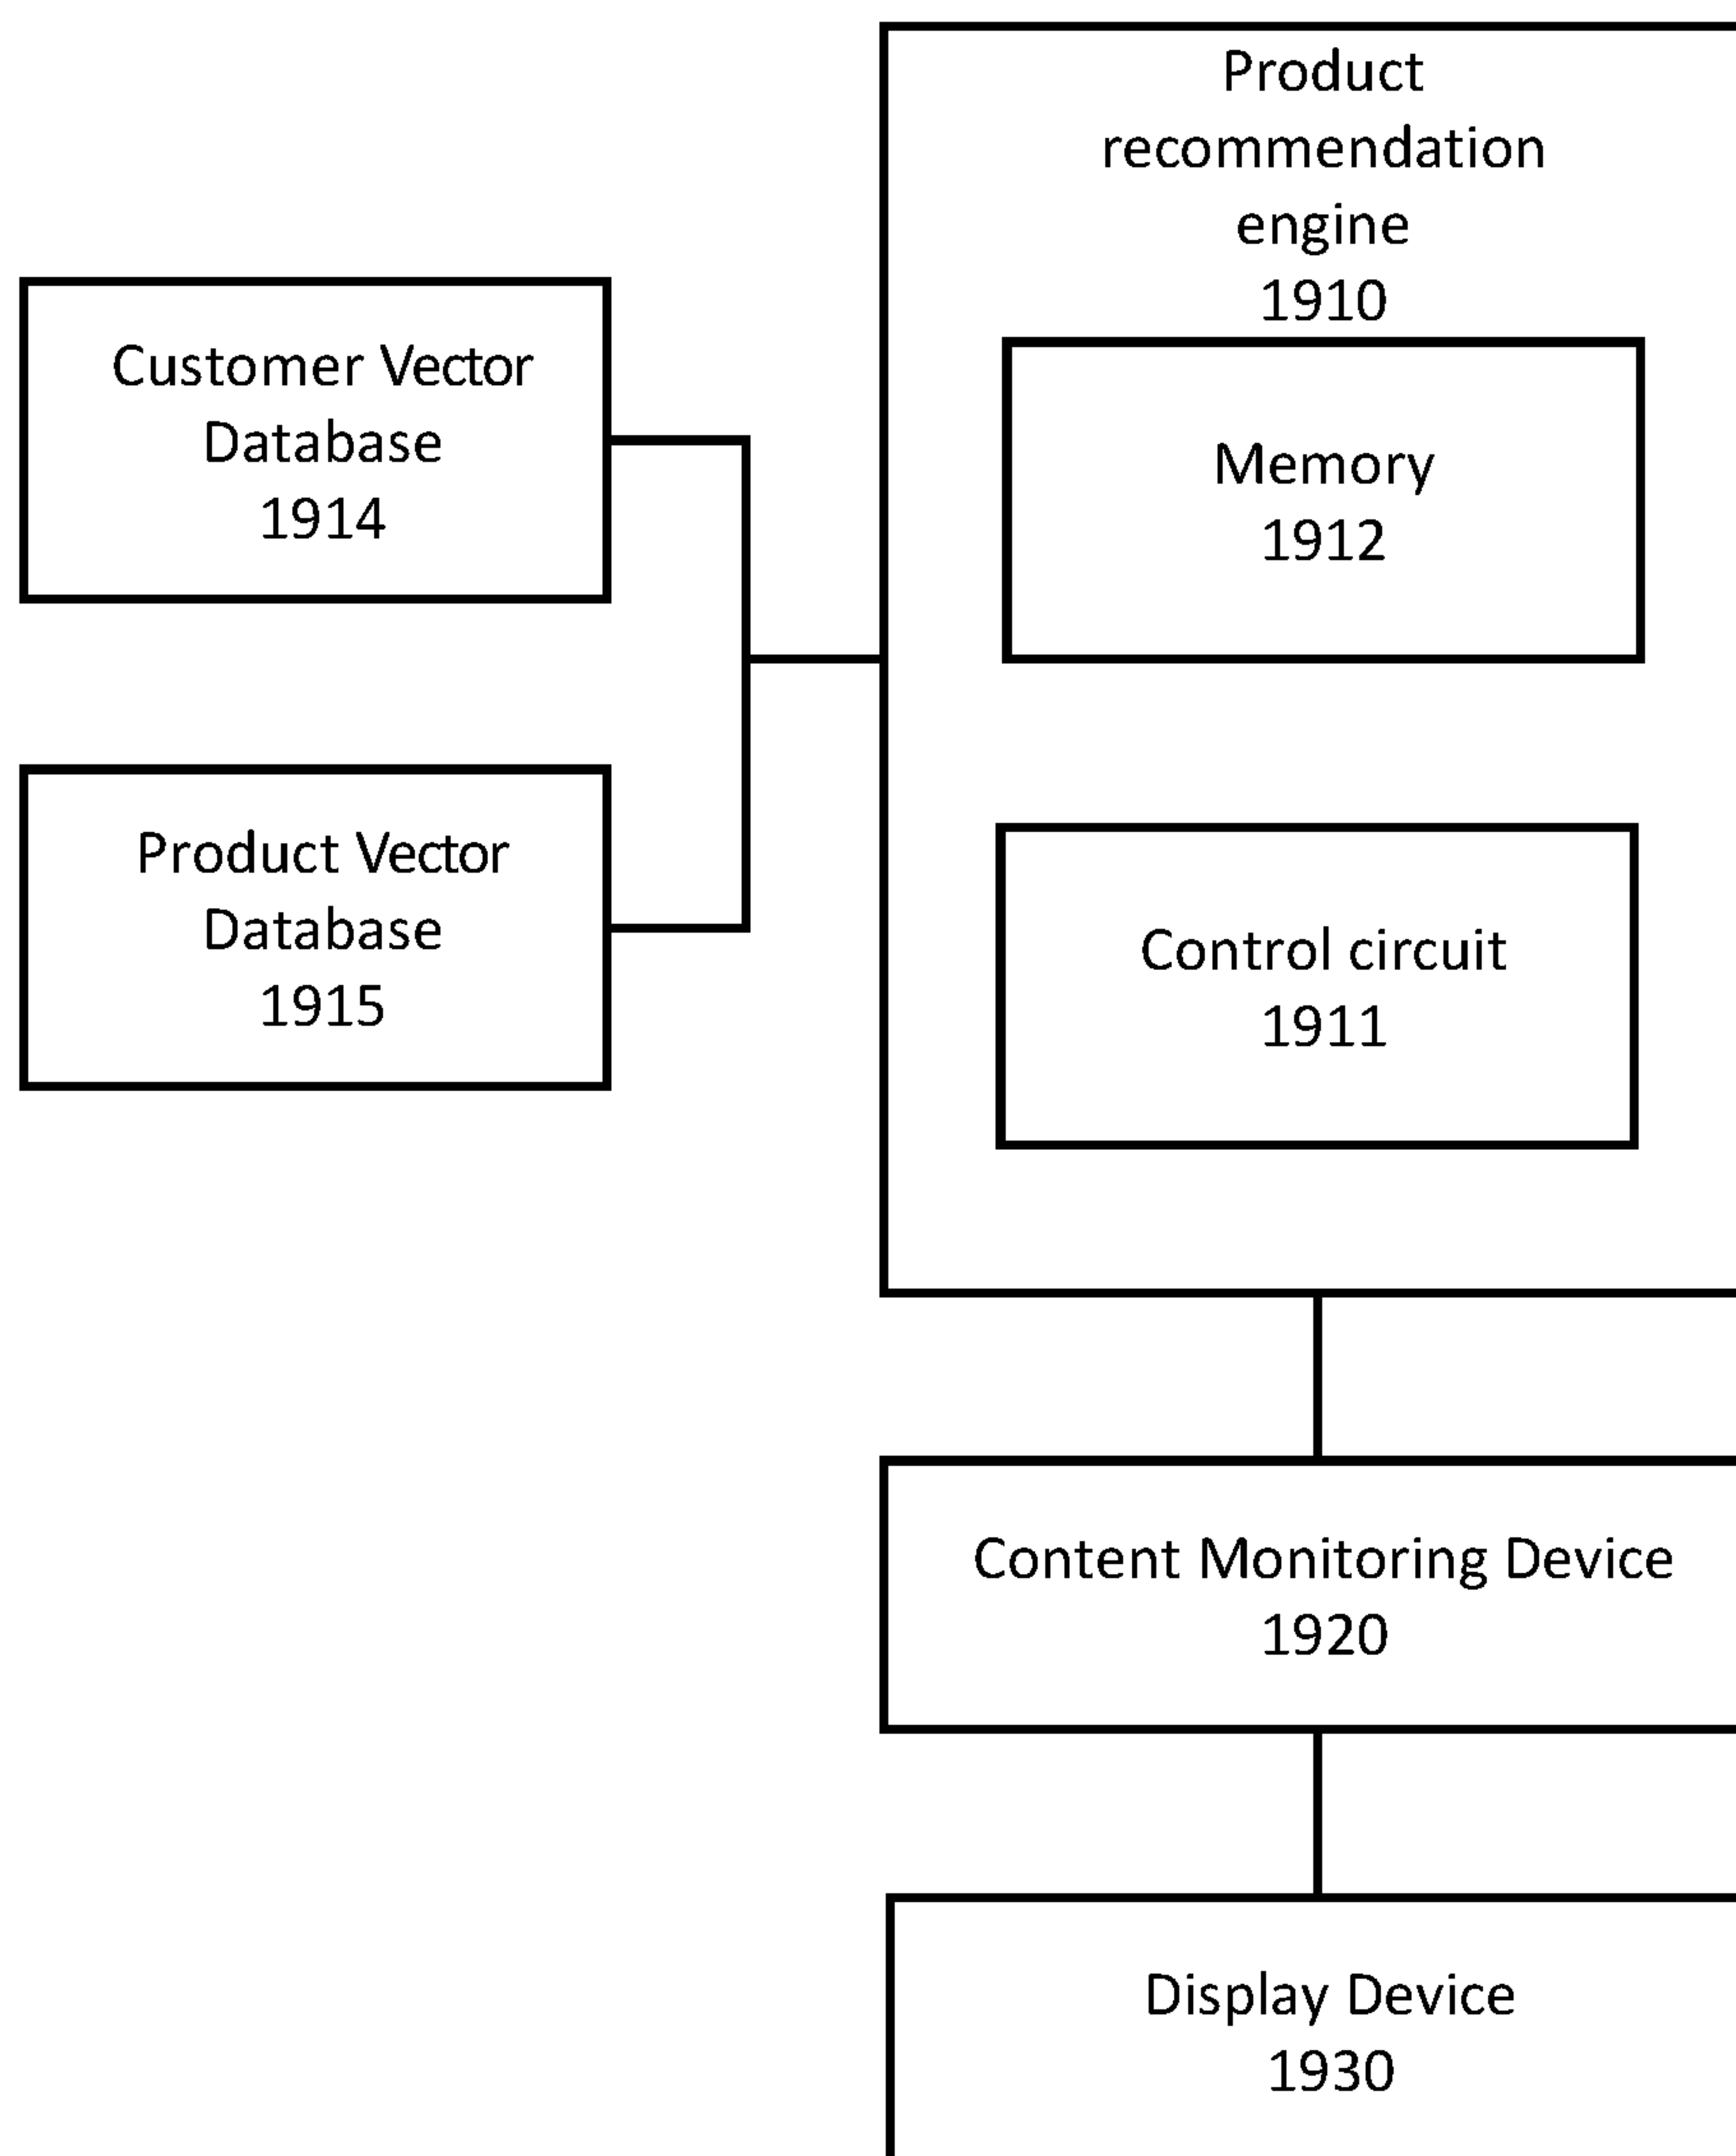 Product
recommendation
engine
1910
Memory
1912
Control circuit
1911
Customer Vector
Database
1914
Product Vector
Database
1915
Content Monitoring Device
1920
Display Device
1930